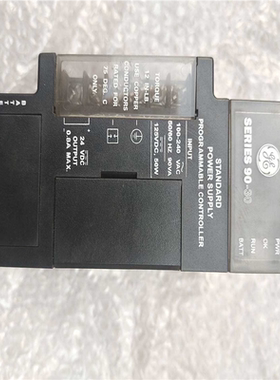 SERIES 90-30
PWR
OK
RUN
BATT
STANDARD
POWER SUPPLY
PROGRAMMABLE CONTROLLER
INPUT
100-240 VAC
50/60 HZ 90VA
125VDC, 50W
TORQUE
12 IN-LB.
USE COPPER
CONDUCTORS
RATED FOR
75 DEG. C
ONLY.
24 VDC
OUTPUT
0.8A MAX.
BATT